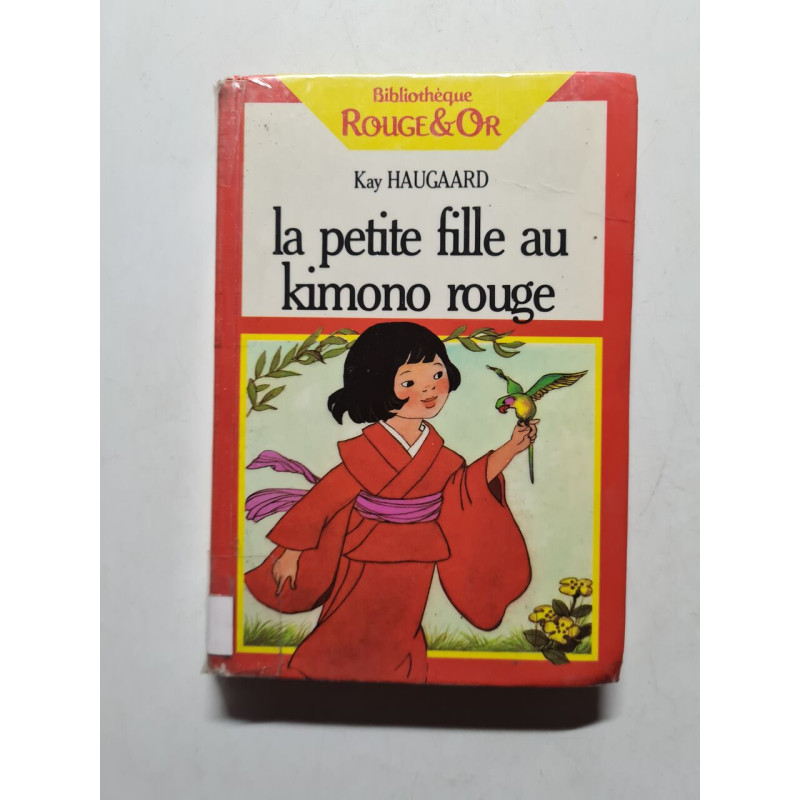 Bibliothèque
ROUGE&OR
Kay HAUGAARD
la petite fille au
kimono rouge